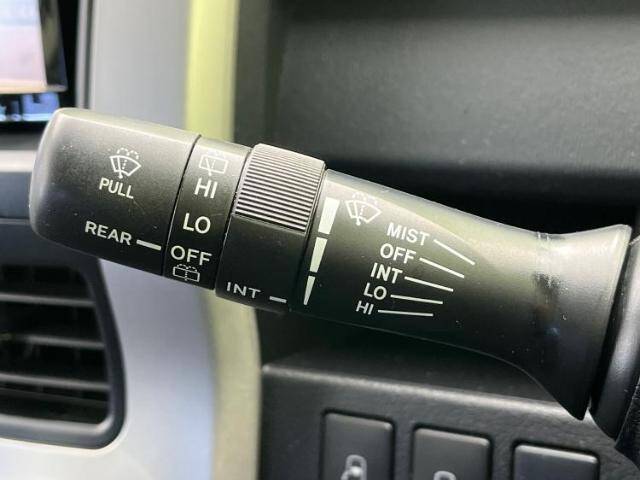 PULL
REAR
HI
LO
OFF
INT
MIST
OFF
INT
LO
HI